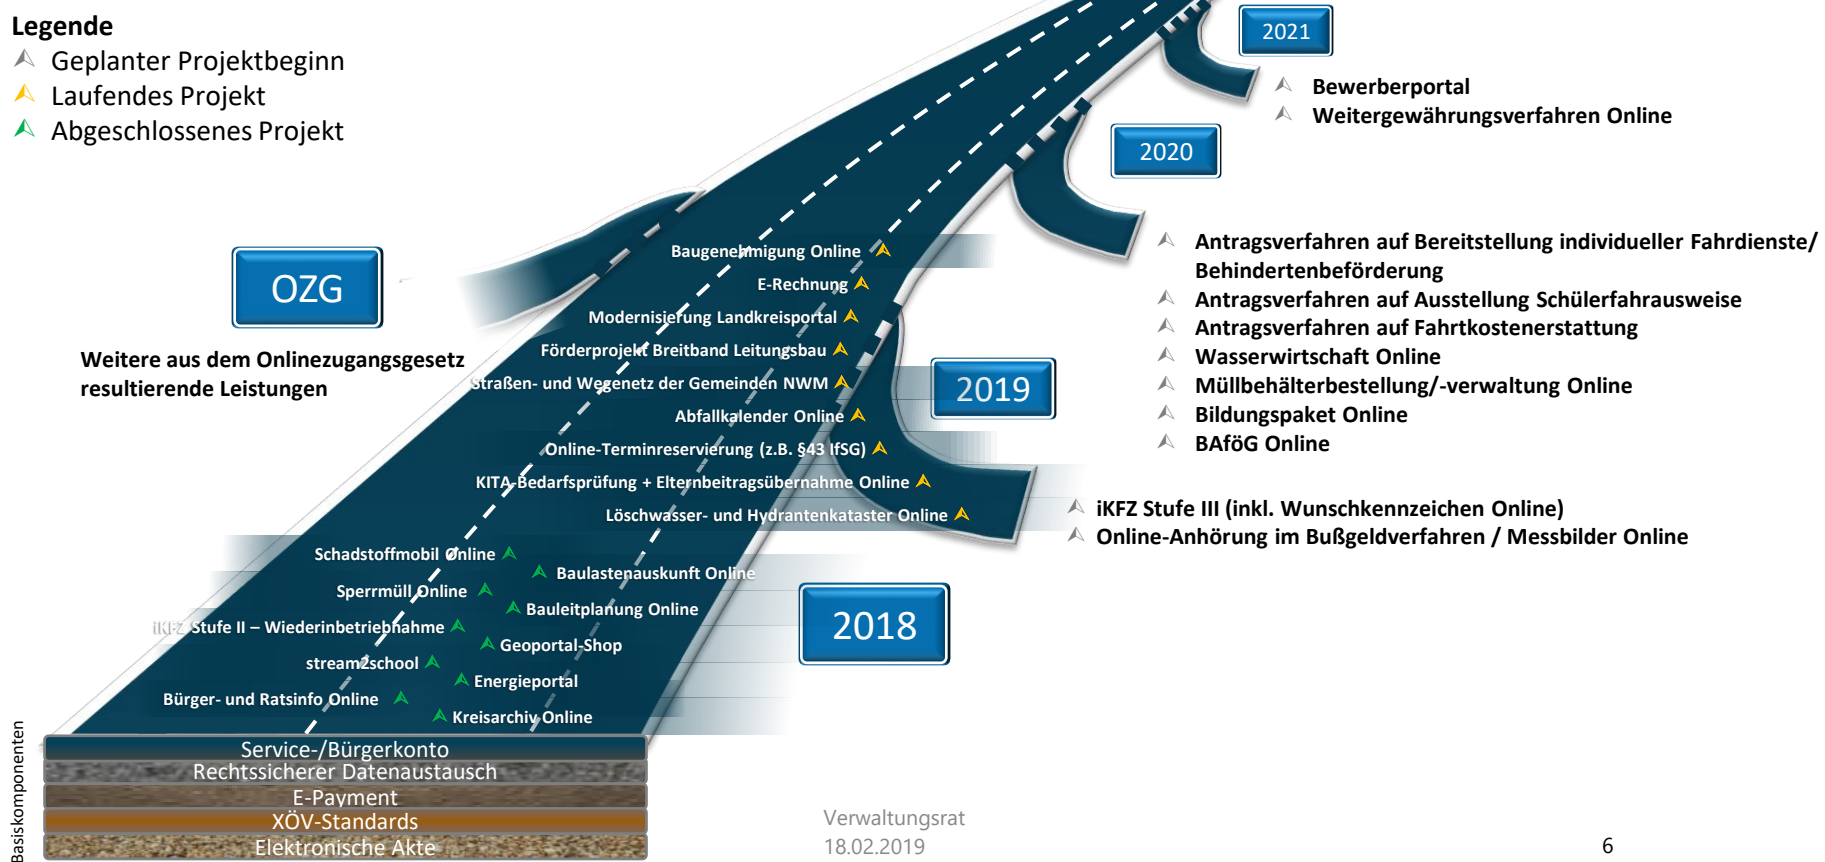 Legende
Geplanter Projektbeginn
Laufendes Projekt
Abgeschlossenes Projekt
2021
Bewerberportal
Weitergewährungsverfahren Online
2020
Antragsverfahren auf Bereitstellung individueller Fahrdienste/
Behindertenbeförderung
Antragsverfahren auf Ausstellung Schülerfahrausweise
Antragsverfahren auf Fahrtkostenerstattung
Wasserwirtschaft Online
Müllbehälterbestellung/-verwaltung Online
Bildungspaket Online
BAföG Online
OZG
Weitere aus dem Onlinezugangsgesetz
resultierende Leistungen
Baugenehmigung Online
E-Rechnung
Modernisierung Landkreisportal
Förderprojekt Breitband Leitungsbau
Straßen- und Wegenetz der Gemeinden NWM
Abfallkalender Online
Online-Terminreservierung (z.B. §43 IfSG)
KITA-Bedarfsprüfung + Elternbeitragsübernahme Online
Löschwasser- und Hydrantenkataster Online
2019
iKFZ Stufe III (inkl. Wunschkennzeichen Online)
Online-Anhörung im Bußgeldverfahren / Messbilder Online
Schadstoffmobil Online
Baulastenauskunft Online
Sperrmüll Online
Bauleitplanung Online
iKFZ Stufe II – Wiederinbetriebnahme
Geoportal-Shop
stream2school
Energieportal
Bürger- und Ratsinfo Online
Kreisarchiv Online
2018
Basiskomponenten
Service-/Bürgerkonto
Rechtssicherer Datenaustausch
E-Payment
XÖV-Standards
Elektronische Akte
Verwaltungsrat
18.02.2019
6